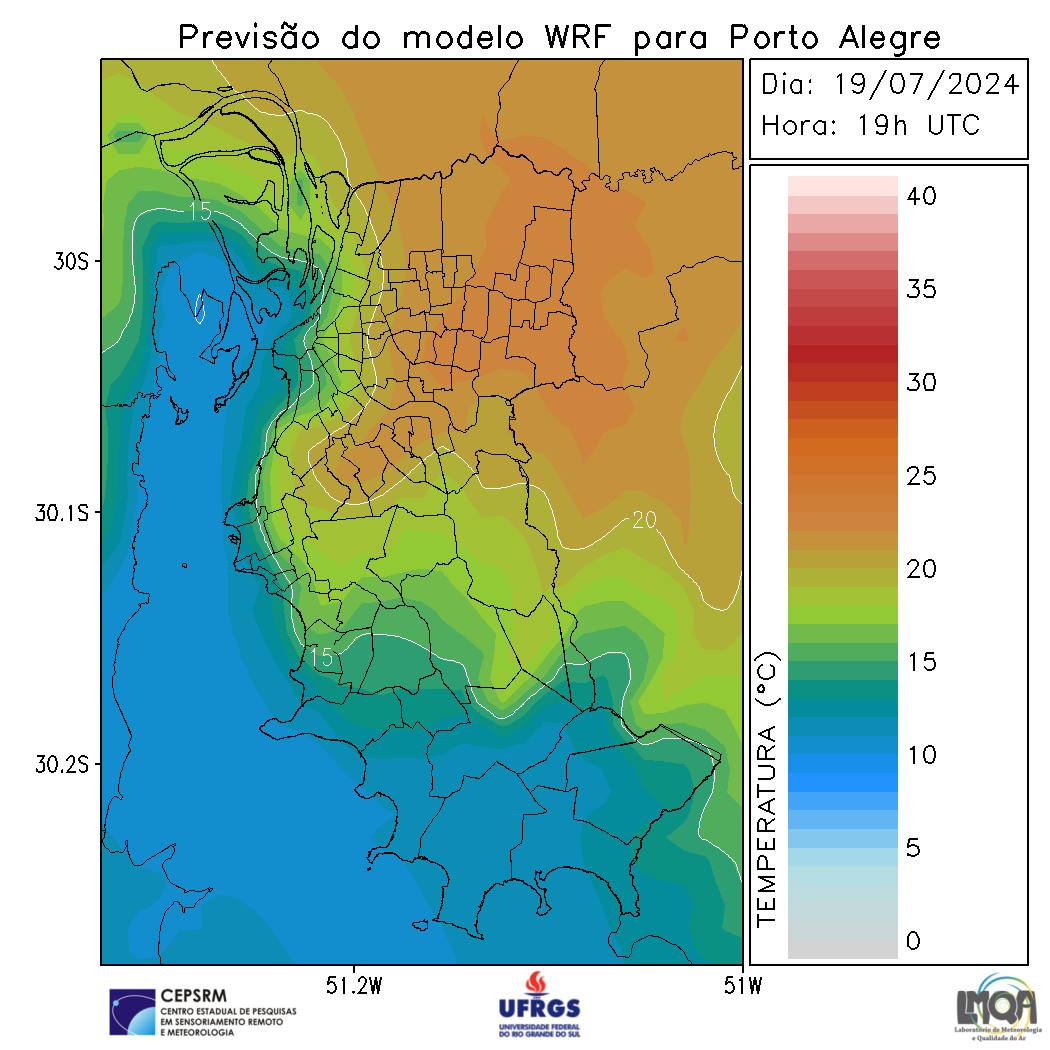 Previsão do modelo WRF para Porto Alegre
Dia: 19/07/2024
Hora: 19h UTC
40
35
30
25
20
15
10
5
0
TEMPERATURA (°C)
15
20
15
30S
30.1S
30.2S
51.2W
51W
CEPSRM
CENTRO ESTADUAL DE PESQUISAS
EM SENSORIAMENTO REMOTO
E METEOROLOGIA
UFRGS
UNIVERSIDADE FEDERAL
DO RIO GRANDE DO SUL
LMQA
Laboratório de Meteorologia
e Qualidade do Ar